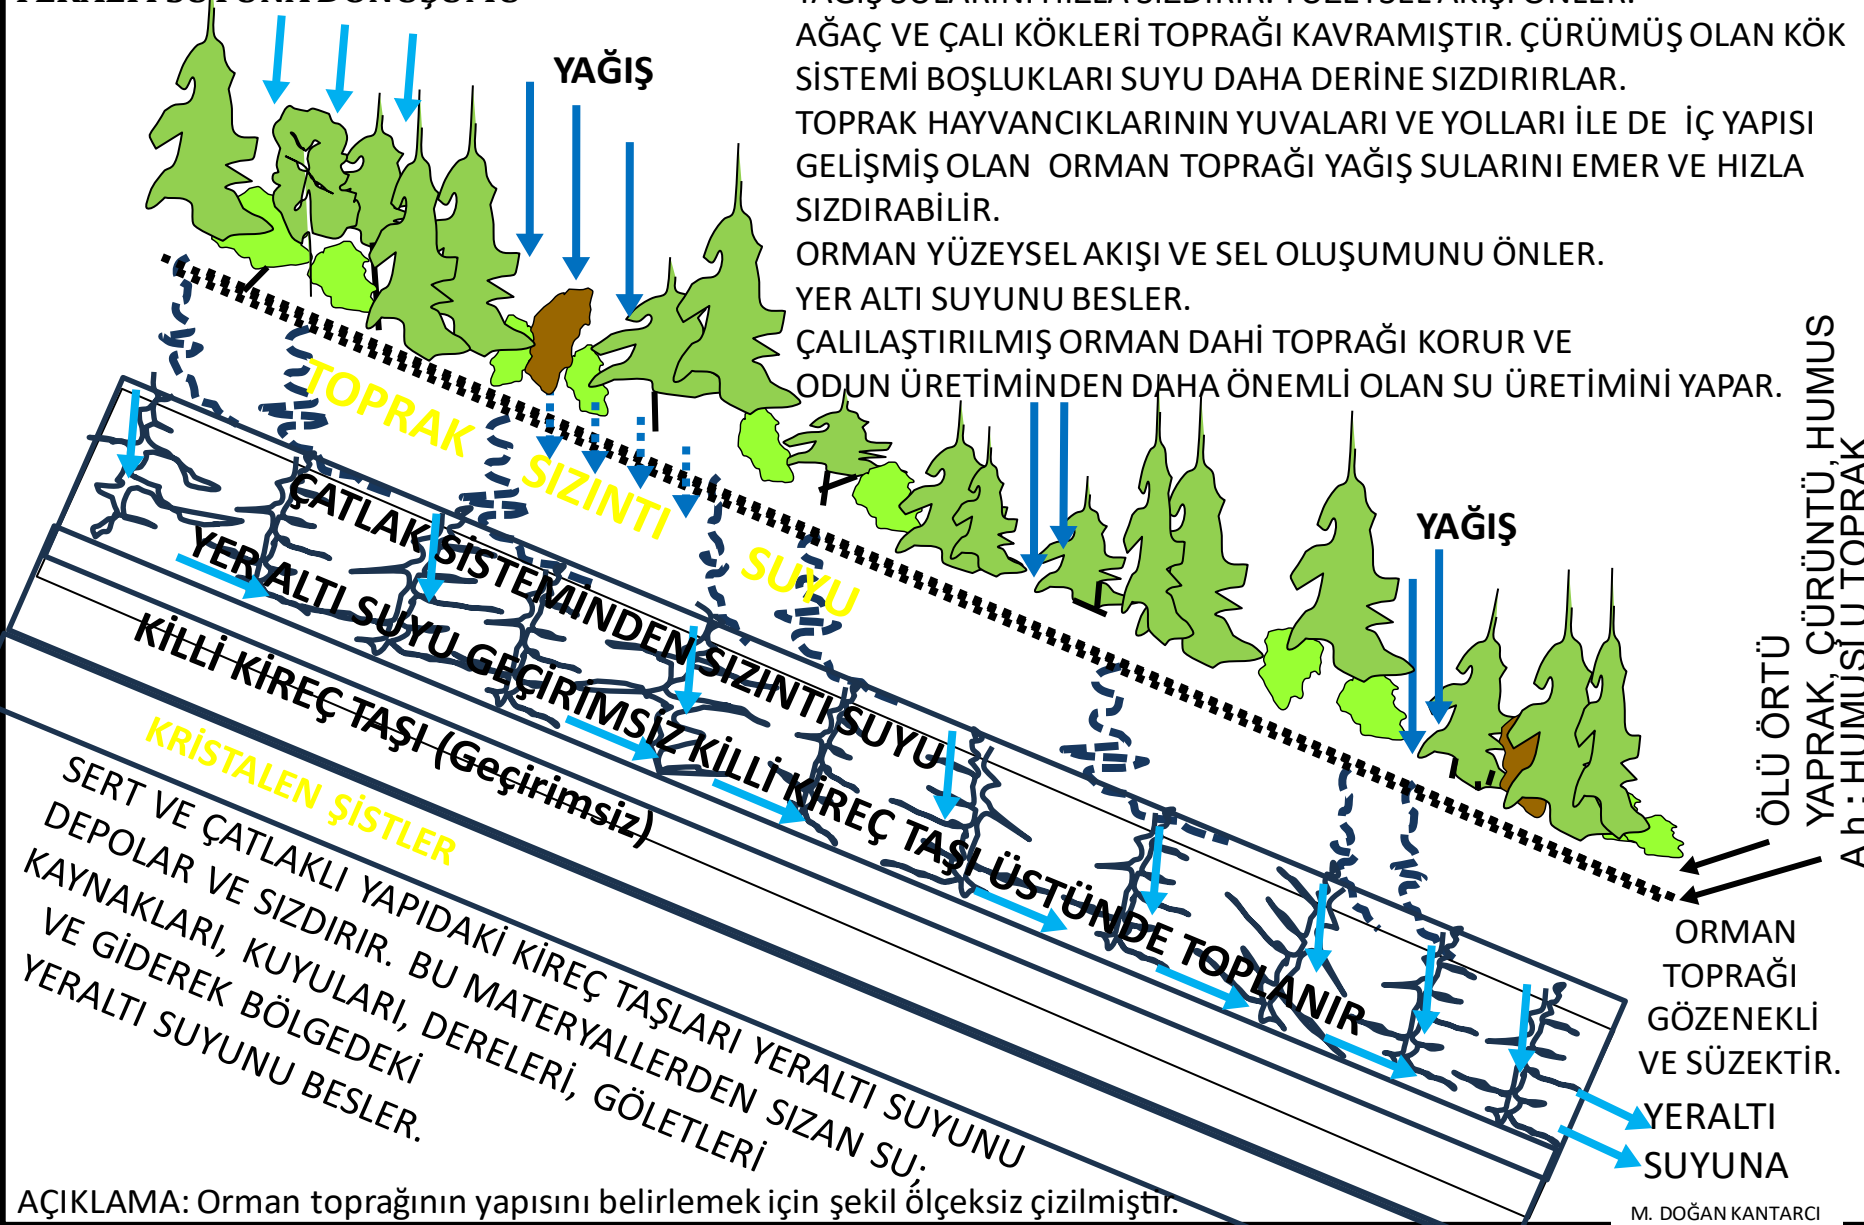 YAĞIŞ
AĞAÇ VE ÇALI KÖKLERİ TOPRAĞI KAVRAMIŞTIR. ÇÜRÜMÜŞ OLAN KÖK
SİSTEMİ BOŞLUKLARI SUYU DAHA DERİNE SIZDIRIRLAR.
TOPRAK HAYVANCIKLARININ YUVALARI VE YOLLARI İLE DE İÇ YAPISI
GELİŞMİŞ OLAN ORMAN TOPRAĞI YAĞIŞ SULARINI EMER VE HIZLA
SIZDIRABİLİR.
ORMAN YÜZEYSEL AKIŞI VE SEL OLUŞUMUNU ÖNLER.
YER ALTI SUYUNU BESLER.
ÇALILAŞTIRILMIŞ ORMAN DAHİ TOPRAĞI KORUR VE
ODUN ÜRETİMİNDEN DAHA ÖNEMLİ OLAN SU ÜRETİMİNİ YAPAR.
TOPRAK SIZINTI SUYU
YAĞIŞ
ÇATLAK SİSTEMİNDEN SIZINTI SUYU
YER ALTI SUYU GEÇİRİMSİZ KİLLİ KİREÇ TAŞI ÜSTÜNDE TOPLANIR
KİLLİ KİREÇ TAŞI (Geçirimsiz)
KRİSTALEN ŞİSTLER
SERT VE ÇATLAKLI YAPIDAKİ KİREÇ TAŞLARI YERALTI SUYUNU
DEPOLAR VE SIZDIRIR. BU MATERYALLERDEN SIZAN SU;
KAYNAKLARI, KUYULARI, DERELERİ, GÖLETLERİ
VE GİDEREK BÖLGEDEKİ
YERALTI SUYUNU BESLER.
ÖLÜ ÖRTÜ
YAPRAK, ÇÜRÜNTÜ, HUMUS
A h : HUMUSLU TOPRAK
ORMAN
TOPRAĞI
GÖZENEKLİ
VE SÜZEKTİR.
YERALTI
SUYUNA
AÇIKLAMA: Orman toprağının yapısını belirlemek için şekil ölçeksiz çizilmiştir.
M. DOĞAN KANTARCI